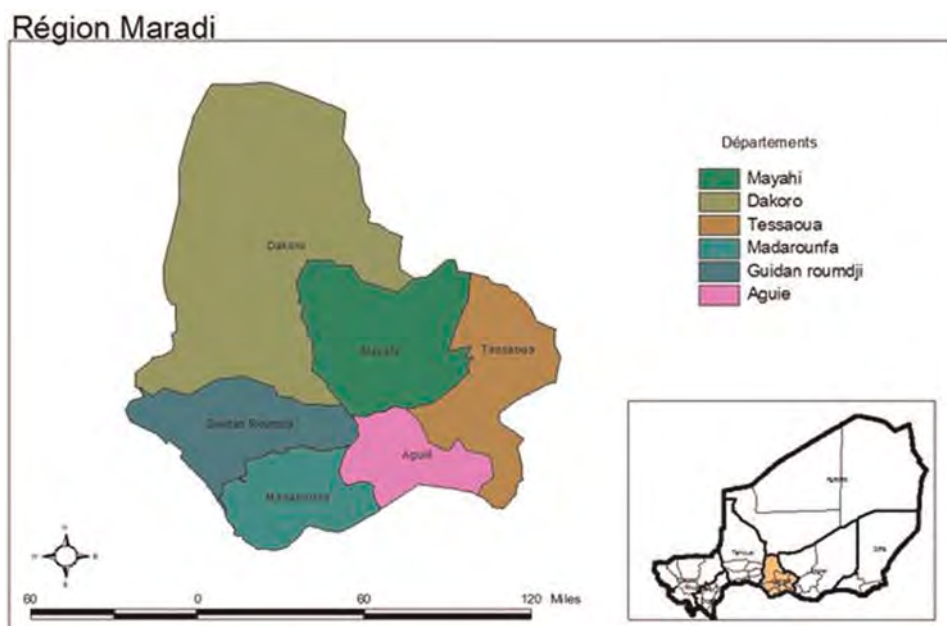 Région Maradi
Départements
Mayahi
Dakoro
Tessaoua
Madarounfa
Guidan roumdji
Aguie
Dakoro
Mayahi
Tessaoua
Guidan Roumdji
Aguié
Madarounfa
60 0 60 120 Miles